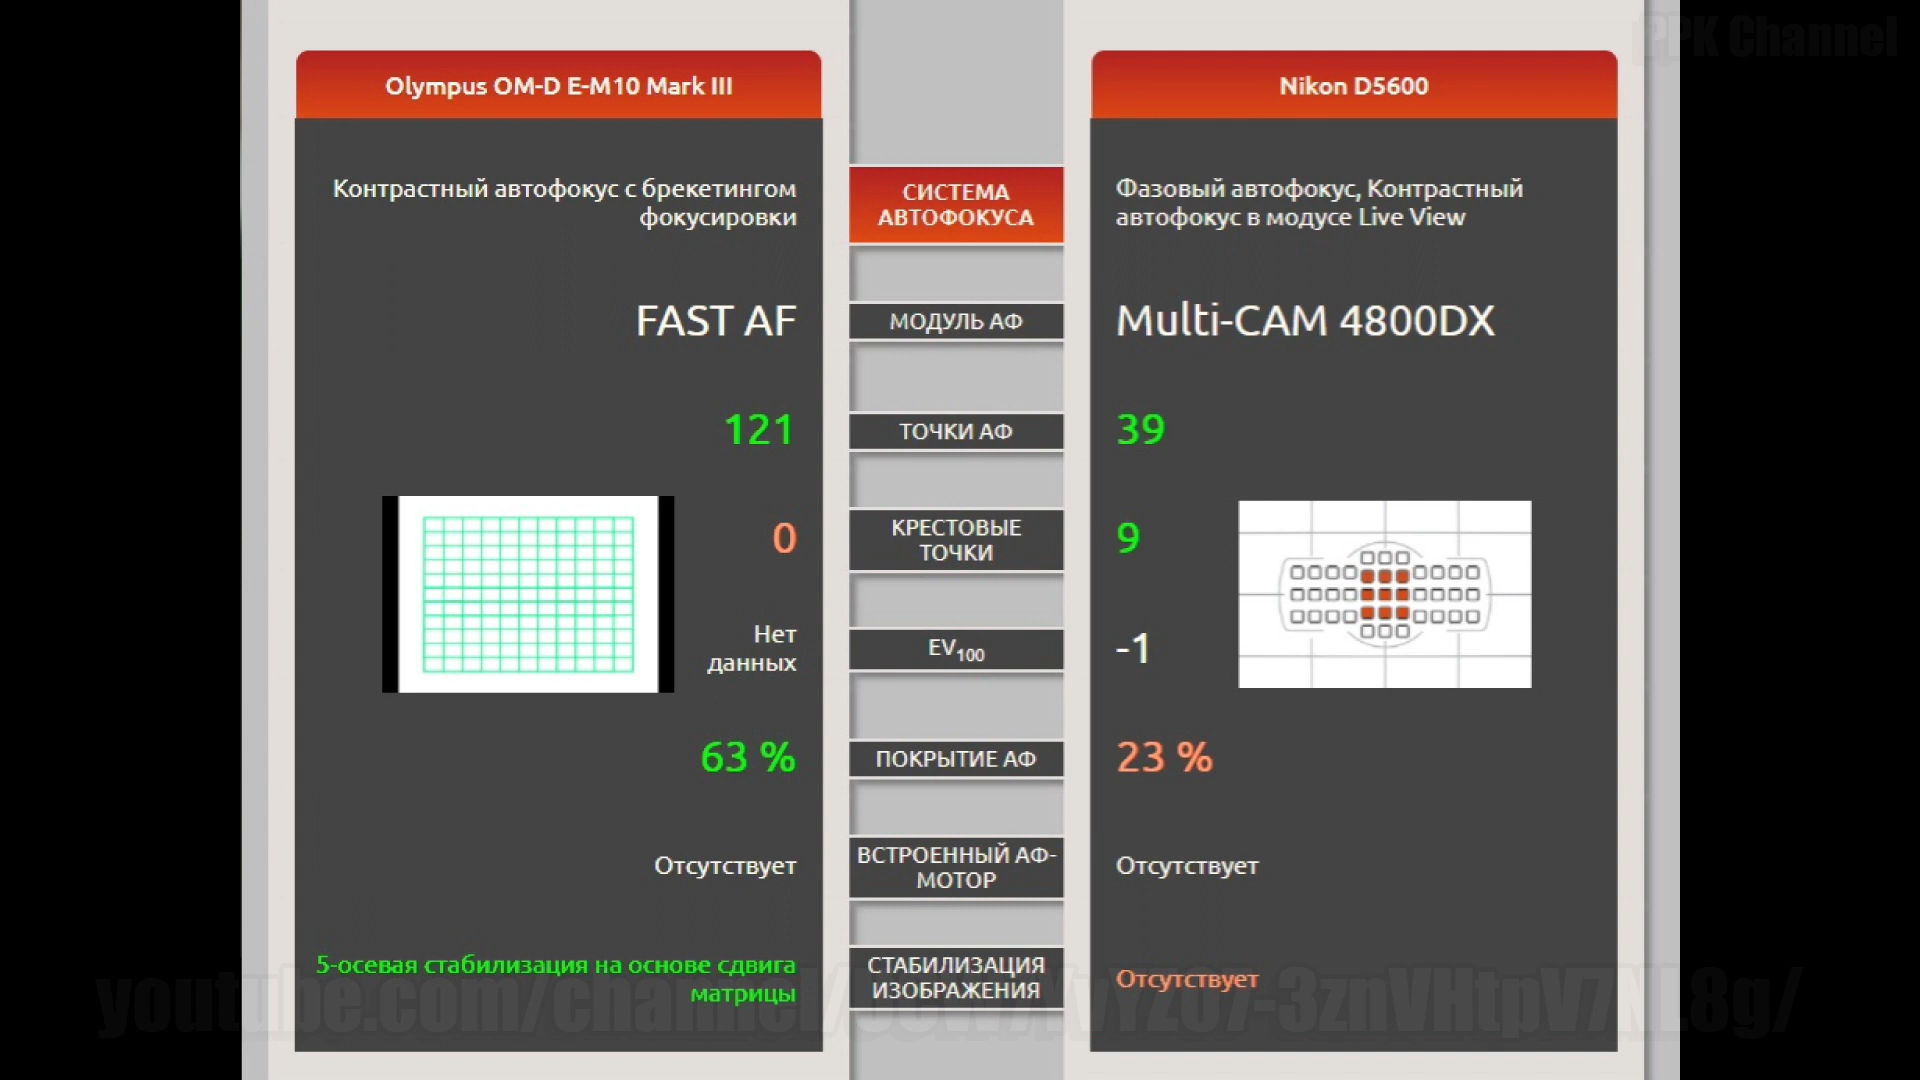 PPK Channel
Olympus OM-D E-M10 Mark III
Nikon D5600
Контрастный автофокус с брекетингом
фокусировки
СИСТЕМА
АВТОФОКУСА
Фазовый автофокус, Контрастный
автофокус в модусе Live View
FAST AF
МОДУЛЬ АФ
Multi-CAM 4800DX
121
ТОЧКИ АФ
39
0
КРЕСТОВЫЕ
ТОЧКИ
9
Нет
данных
EV100
-1
63 %
ПОКРЫТИЕ АФ
23 %
Отсутствует
ВСТРОЕННЫЙ АФ-
МОТОР
Отсутствует
5-осевая стабилизация на основе сдвига
матрицы
СТАБИЛИЗАЦИЯ
ИЗОБРАЖЕНИЯ
Отсутствует